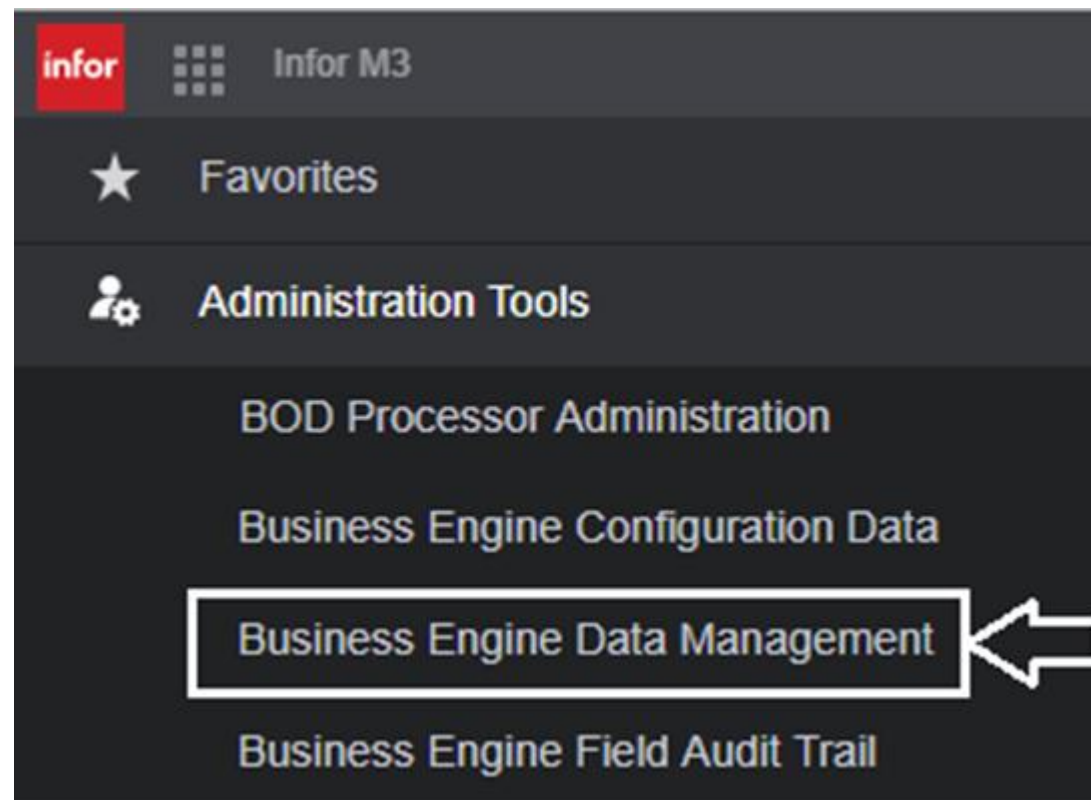 infor Infor M3
Favorites
Administration Tools
BOD Processor Administration
Business Engine Configuration Data
Business Engine Data Management
Business Engine Field Audit Trail